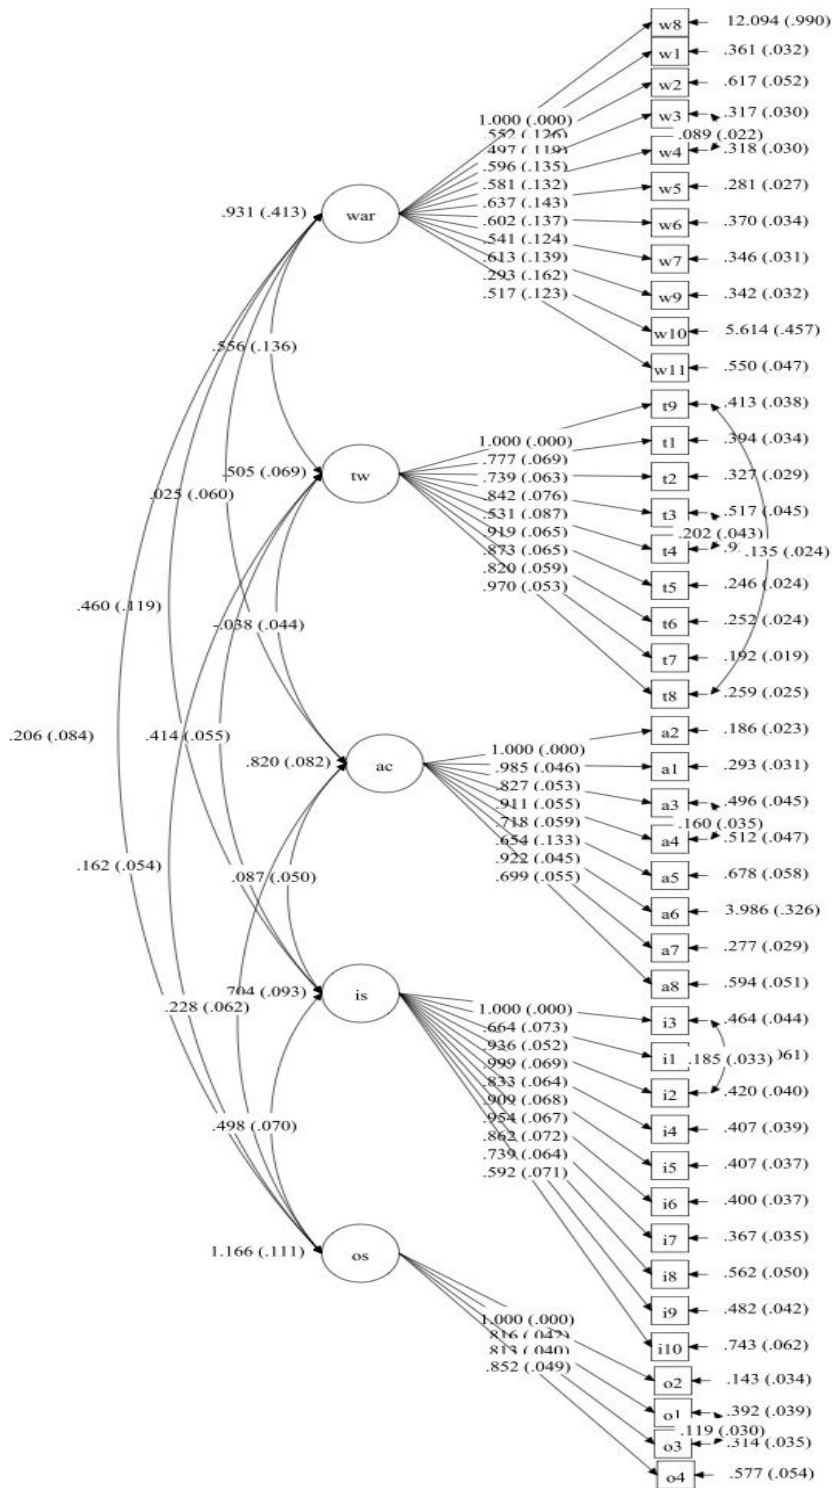 w8 12.094 (.990)
w1 .361 (.032)
w2 .617 (.052)
w3 .317 (.030)
1.000 (.000)
.552 (.126)
.089 (.022)
.497 (.119)
w4 .318 (.030)
.596 (.135)
.581 (.132)
w5 .281 (.027)
.637 (.143)
.931 (.413) war
.602 (.137) w6 .370 (.034)
.541 (.124)
w7 .346 (.031)
.613 (.139)
.293 (.162)
w9 .342 (.032)
.517 (.123)
w10 5.614 (.457)
.556 (.136)
w11 .550 (.047)
t9 .413 (.038)
1.000 (.000) t1 .394 (.034)
.777 (.069)
.505 (.069) tw
.739 (.063) t2 .327 (.029)
.025 (.060)
.842 (.076)
t3 .517 (.045)
.531 (.087)
.919 (.065)
.202 (.043)
t4
.135 (.024)
.873 (.065)
.820 (.059)
t5 .246 (.024)
.970 (.053)
.460 (.119)
t6 .252 (.024)
-.038 (.044)
t7 .192 (.019)
t8 .259 (.025)
a2 .186 (.023)
.206 (.084) .414 (.055)
1.000 (.000)
.820 (.082) ac
.985 (.046) a1 .293 (.031)
.827 (.053)
a3 .496 (.045)
.911 (.055)
.160 (.035)
.718 (.059)
a4 .512 (.047)
.654 (.133)
.162 (.054)
.922 (.045)
a5 .678 (.058)
.087 (.050)
.699 (.055)
a6 3.986 (.326)
a7 .277 (.029)
a8 .594 (.051)
.704 (.093) is
.228 (.062)
1.000 (.000) i3 .464 (.044)
.664 (.073)
.936 (.052)
i1 .185 (.033)
.999 (.069)
.833 (.064)
i2 .420 (.040)
.909 (.068)
.954 (.067)
i4 .407 (.039)
.498 (.070)
.862 (.072)
.739 (.064)
i5 .407 (.037)
.592 (.071)
i6 .400 (.037)
i7 .367 (.035)
1.166 (.111) os
i8 .562 (.050)
i9 .482 (.042)
1.000 (.000)
.816 (.042)
i10 .743 (.062)
.813 (.040)
.852 (.049)
o2 .143 (.034)
o1 .392 (.039)
.119 (.030)
o3 .314 (.035)
o4 .577 (.054)